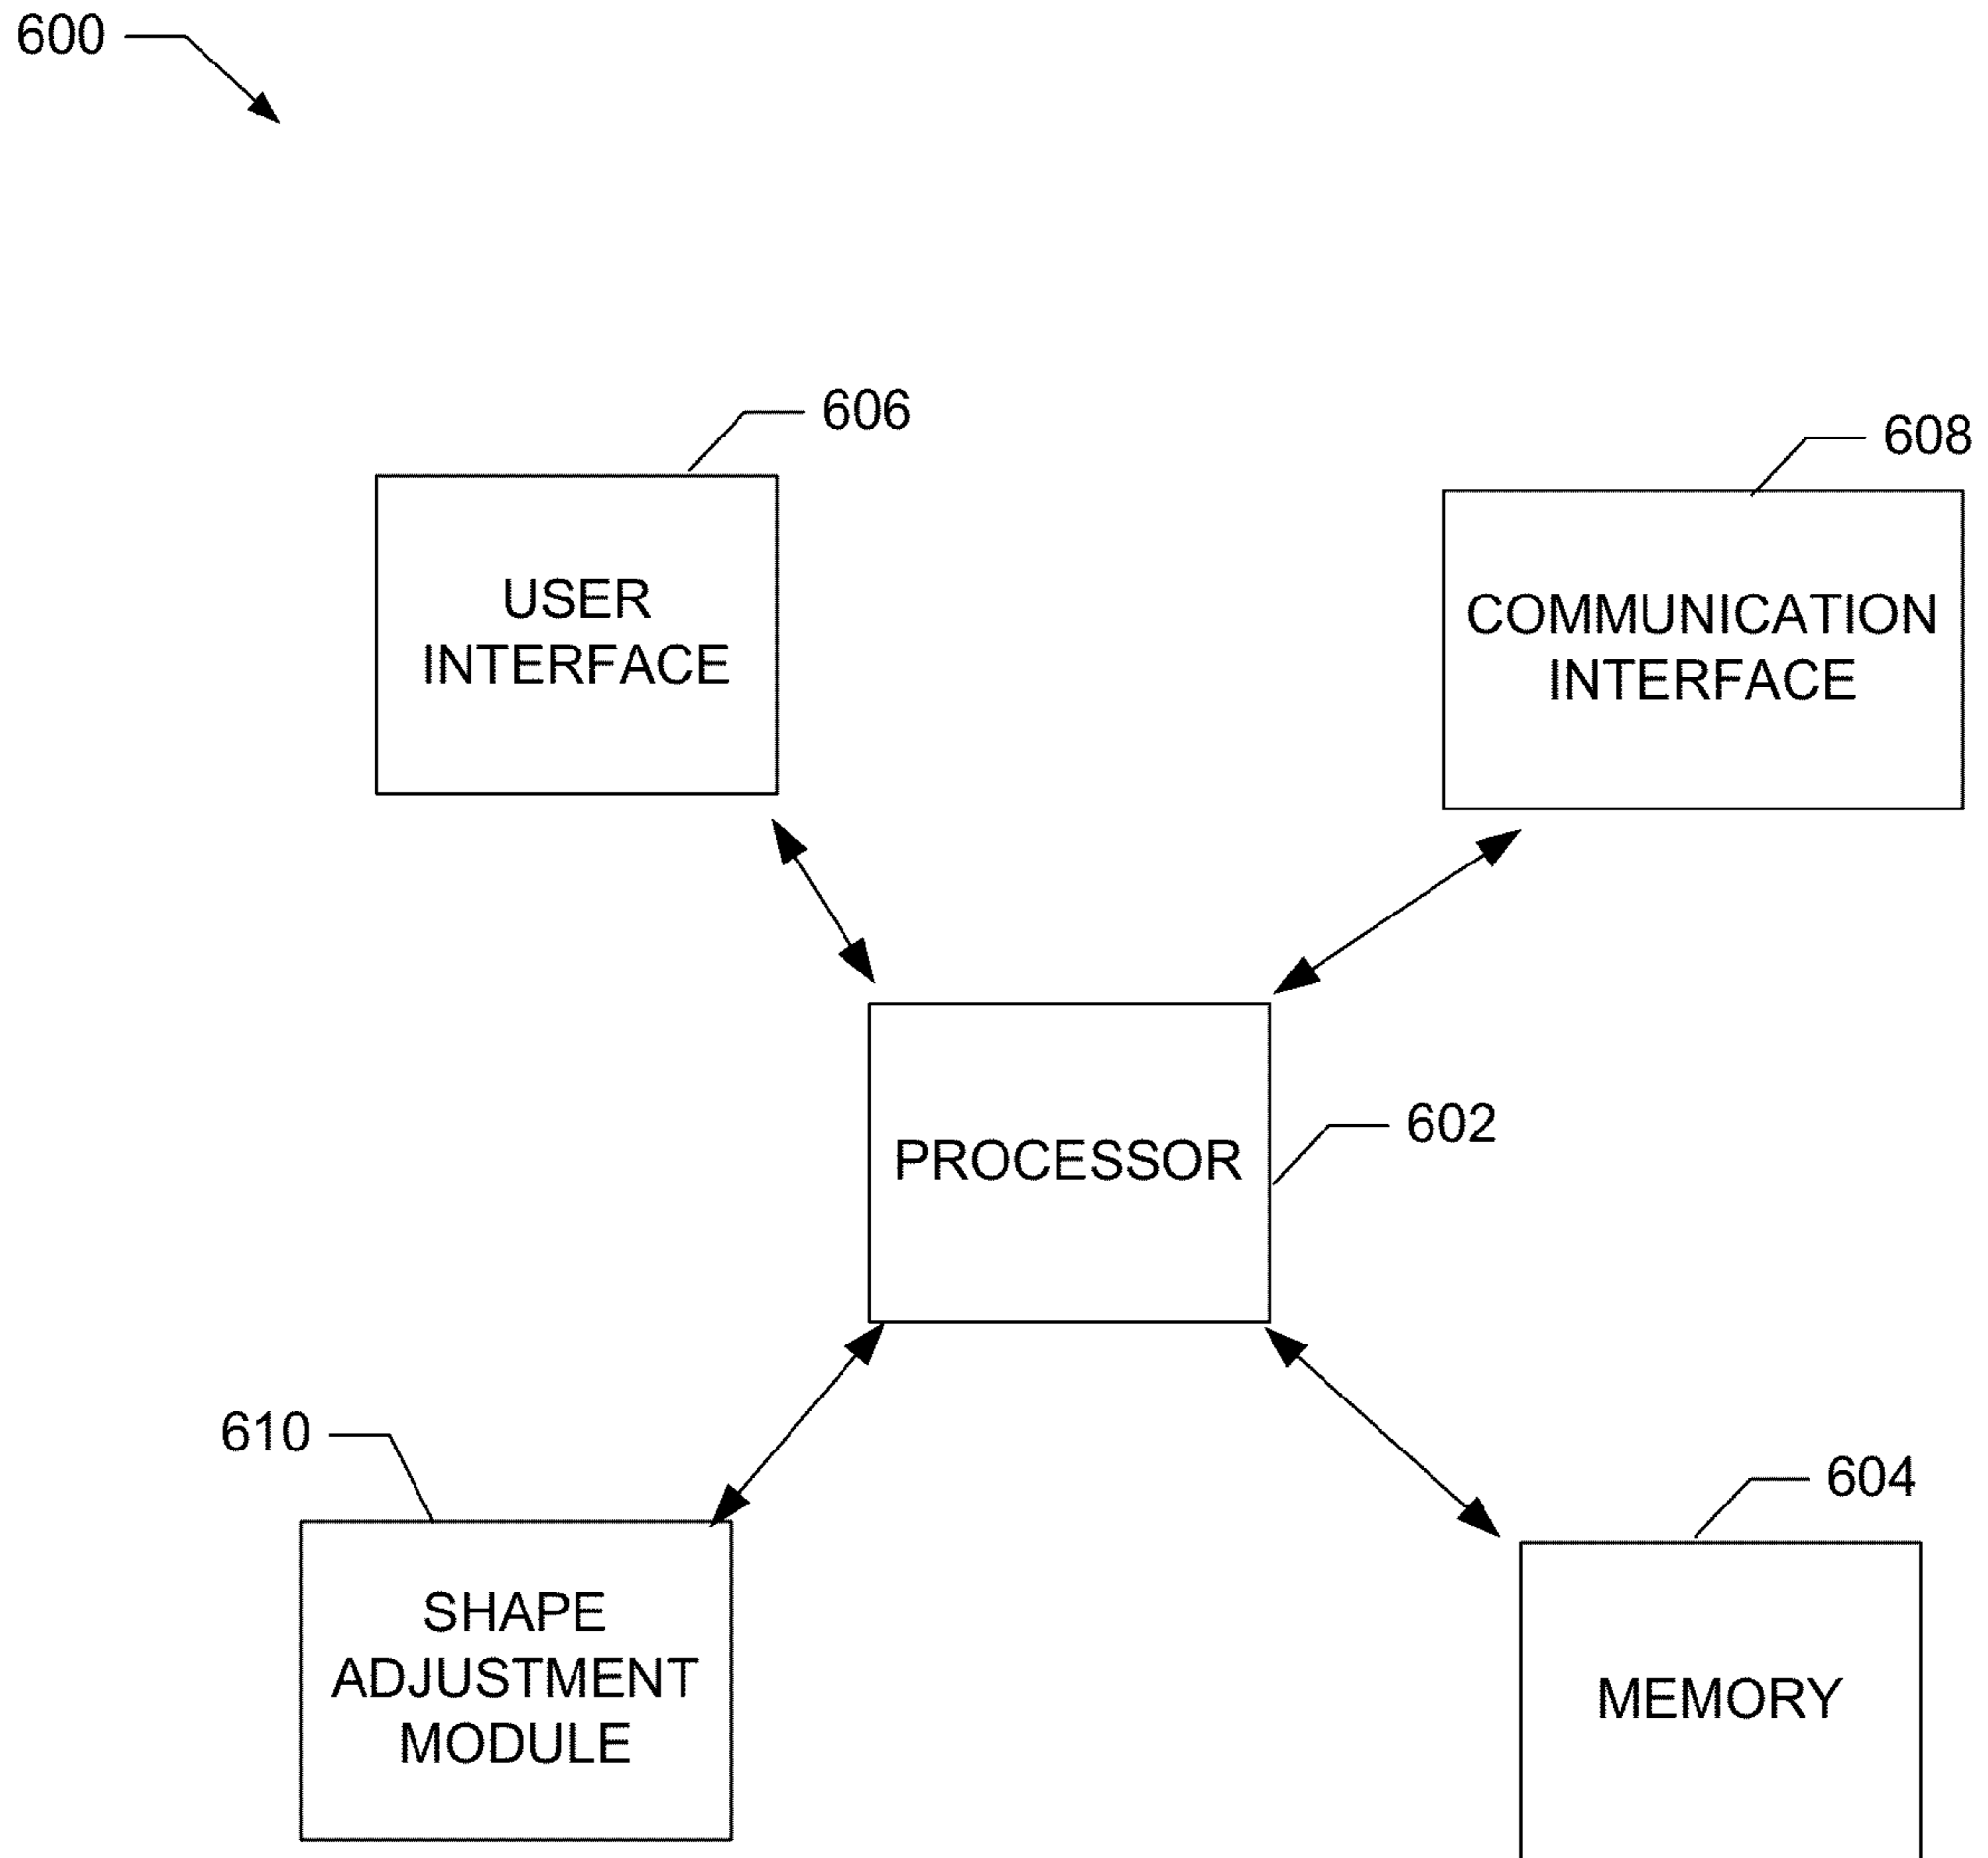 600
606
608
USER
INTERFACE
COMMUNICATION
INTERFACE
602
PROCESSOR
610
604
SHAPE
ADJUSTMENT
MODULE
MEMORY